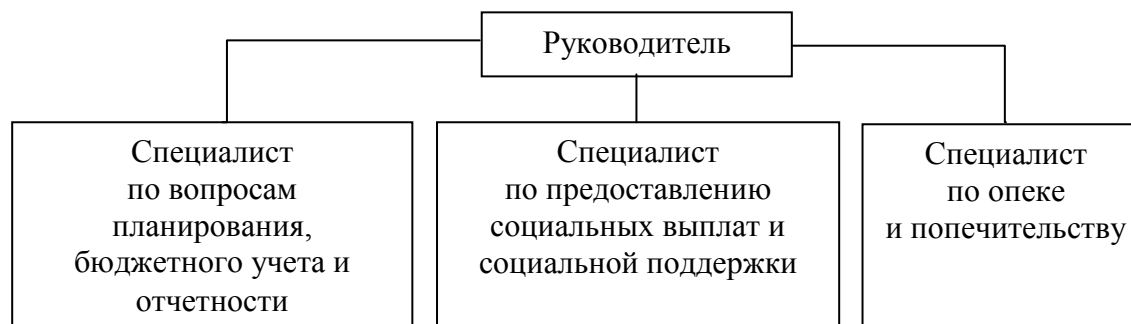 Руководитель
Специалист
по вопросам
планирования,
бюджетного учета и
отчетности
Специалист
по предоставлению
социальных выплат и
социальной поддержки
Специалист
по опеке
и попечительству